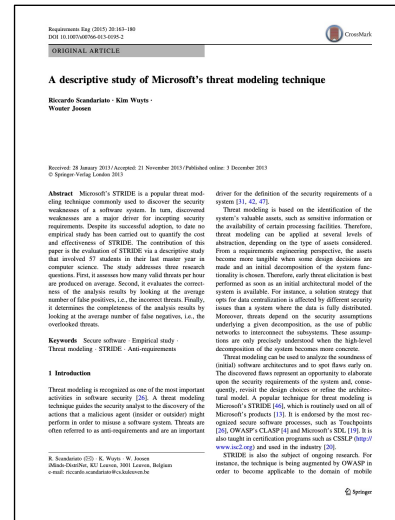 Requirements Eng (2015) 20:163–180
DOI 10.1007/s00766-013-0195-2
CrossMark
ORIGINAL ARTICLE
A descriptive study of Microsoft's threat modeling technique
Riccardo Scandariato · Kim Wuyts ·
Wouter Joosen
Received: 28 January 2013 / Accepted: 21 November 2013 / Published online: 3 December 2013
© Springer-Verlag London 2013
Abstract Microsoft's STRIDE is a popular threat mod-
eling technique commonly used to discover the security
weaknesses of a software system. In turn, discovered
weaknesses are a major driver for incepting security
requirements. Despite its successful adoption, to date no
empirical study has been carried out to quantify the cost
and effectiveness of STRIDE. The contribution of this
paper is the evaluation of STRIDE via a descriptive study
that involved 57 students in their last master year in
computer science. The study addresses three research
questions. First, it assesses how many valid threats per hour
are produced on average. Second, it evaluates the correct-
ness of the analysis results by looking at the average
number of false positives, i.e., the incorrect threats. Finally,
it determines the completeness of the analysis results by
looking at the average number of false negatives, i.e., the
overlooked threats.
Keywords Secure software · Empirical study ·
Threat modeling · STRIDE · Anti-requirements
1 Introduction
Threat modeling is recognized as one of the most important
activities in software security [26]. A threat modeling
technique guides the security analyst to the discovery of the
actions that a malicious agent (insider or outsider) might
perform in order to misuse a software system. Threats are
often referred to as anti-requirements and are an important
R. Scandariato (✉) · K. Wuyts · W. Joosen
iMinds-DistriNet, KU Leuven, 3001 Leuven, Belgium
e-mail: riccardo.scandariato@cs.kuleuven.be
driver for the definition of the security requirements of a
system [31, 42, 47].
Threat modeling is based on the identification of the
system's valuable assets, such as sensitive information or
the availability of certain processing facilities. Therefore,
threat modeling can be applied at several levels of
abstraction, depending on the type of assets considered.
From a requirements engineering perspective, the assets
become more tangible when some design decisions are
made and an initial decomposition of the system func-
tionality is chosen. Therefore, early threat elicitation is best
performed as soon as an initial architectural model of the
system is available. For instance, a solution strategy that
opts for data centralization is affected by different security
issues than a system where the data is fully distributed.
Moreover, threats depend on the security assumptions
underlying a given decomposition, as the use of public
networks to interconnect the subsystems. These assump-
tions are only precisely understood when the high-level
decomposition of the system becomes more concrete.
Threat modeling can be used to analyze the soundness of
(initial) software architectures and to spot flaws early on.
The discovered flaws represent an opportunity to elaborate
upon the security requirements of the system and, conse-
quently, revisit the design choices or refine the architec-
tural model. A popular technique for threat modeling is
Microsoft's STRIDE [46], which is routinely used on all of
Microsoft's products [13]. It is endorsed by the most rec-
ognized secure software processes, such as Touchpoints
[26], OWASP's CLASP [4] and Microsoft's SDL [19]. It is
also taught in certification programs such as CSSLP (http://
www.isc2.org) and used in the industry [20].
STRIDE is also the subject of ongoing research. For
instance, the technique is being augmented by OWASP in
order to become applicable to the domain of mobile
Springer